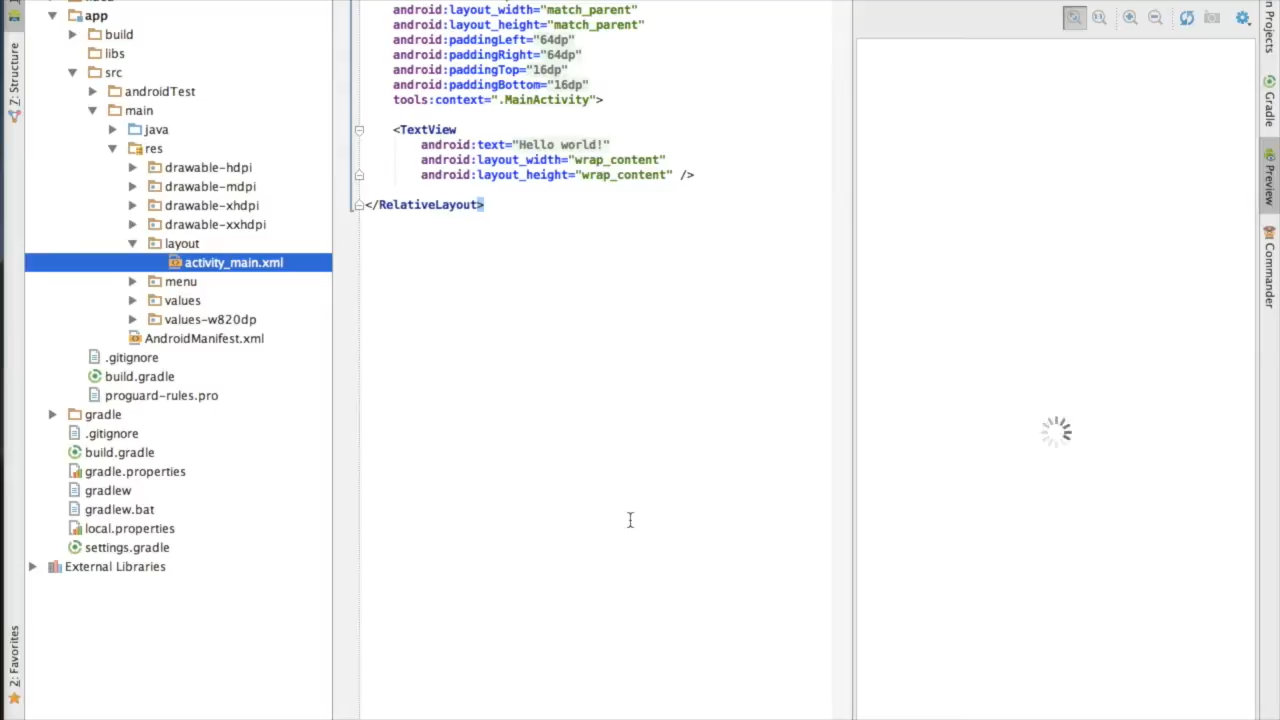 app
build
libs
src
androidTest
main
java
res
drawable-hdpi
drawable-mdpi
drawable-xhdpi
drawable-xxhdpi
layout
activity_main.xml
menu
values
values-w820dp
AndroidManifest.xml
.gitignore
build.gradle
proguard-rules.pro
gradle
.gitignore
build.gradle
gradle.properties
gradlew
gradlew.bat
local.properties
settings.gradle
External Libraries
Z: Structure
2: Favorites
android:layout_width="match_parent"
android:layout_height="match_parent"
android:paddingLeft="64dp"
android:paddingRight="64dp"
android:paddingTop="16dp"
android:paddingBottom="16dp"
tools:context=".MainActivity">
<TextView
android:text="Hello world!"
android:layout_width="wrap_content"
android:layout_height="wrap_content" />
</RelativeLayout>
n Projects
Gradle
Preview
Commander